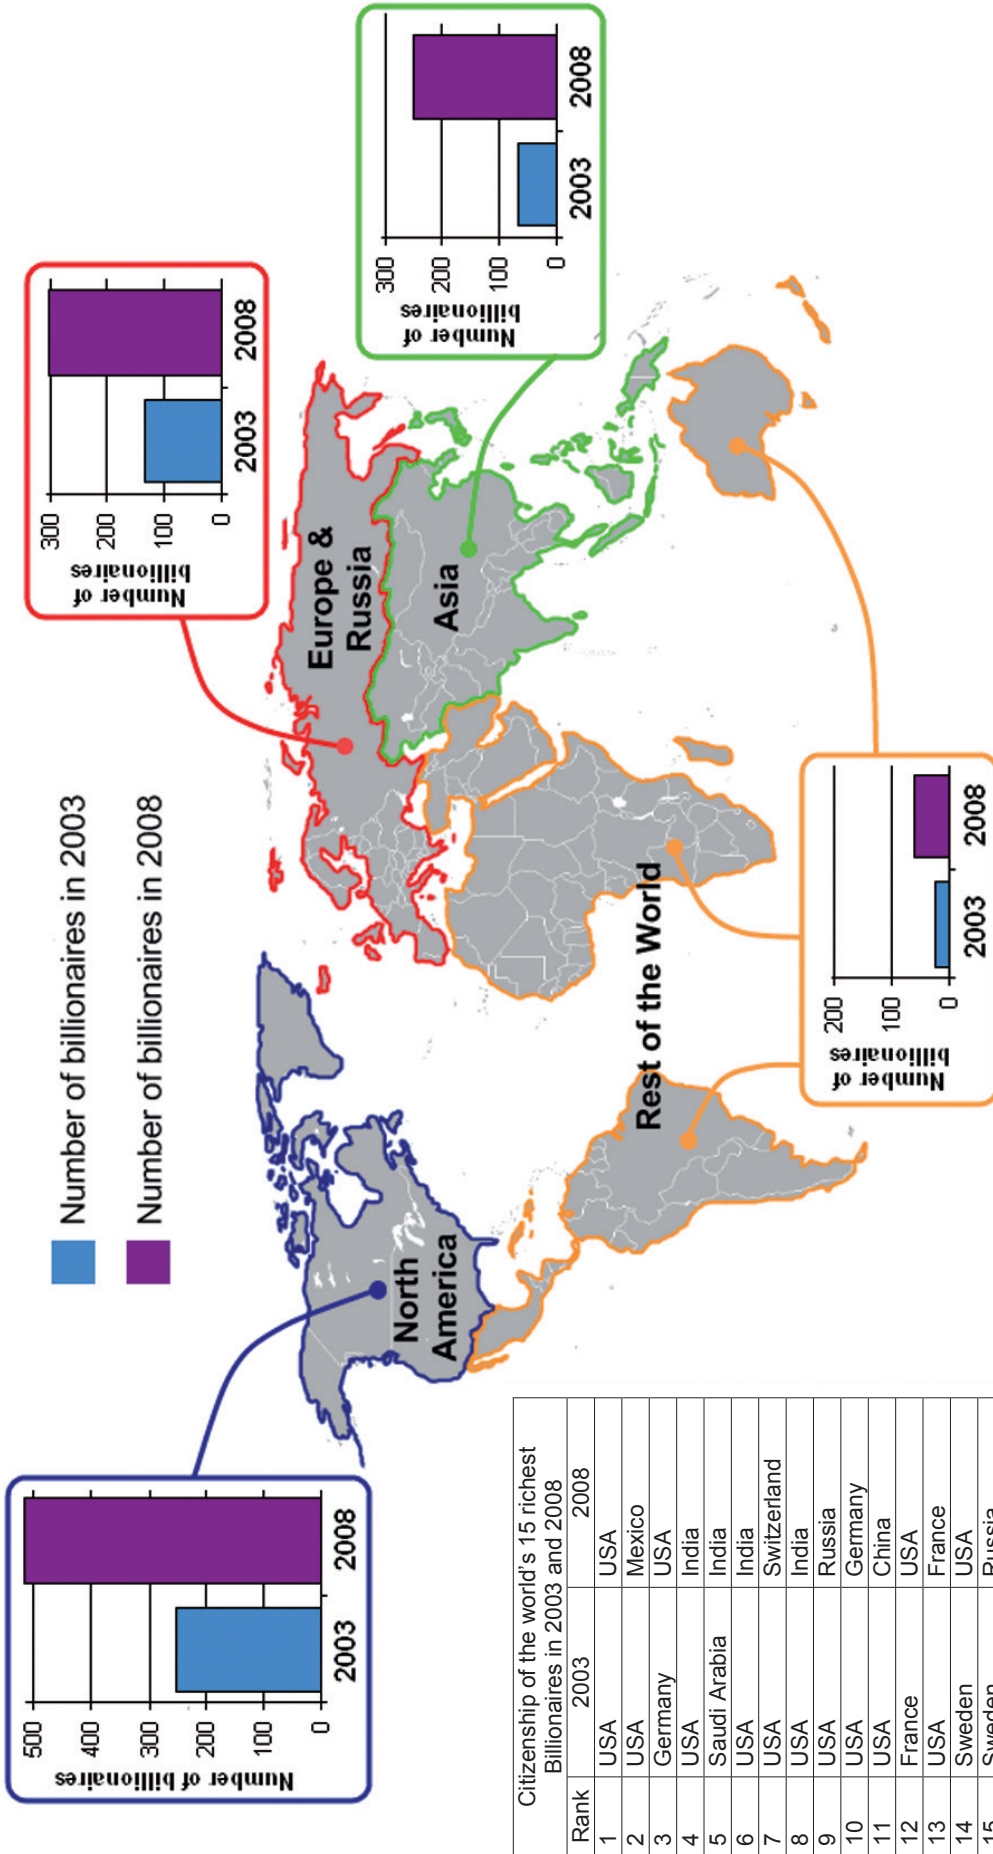 Number of billionaires in 2003
Number of billionaires in 2008
Number of billionaires
500
400
300
200
100
0
2003
2008
Number of
billionaires
300
200
100
0
2003
2008
Number of
billionaires
300
200
100
0
2003
2008
Number of
billionaires
200
100
0
2003
2008
North
America
Europe &
Russia
Asia
Rest of the World
Citizenship of the world's 15 richest
Billionaires in 2003 and 2008
Rank 2003 2008
1 USA USA
2 USA Mexico
3 Germany USA
4 USA India
5 Saudi Arabia India
6 USA India
7 USA Switzerland
8 USA India
9 USA Russia
10 USA Germany
11 USA China
12 France USA
13 USA France
14 Sweden USA
15 Sweden Russia